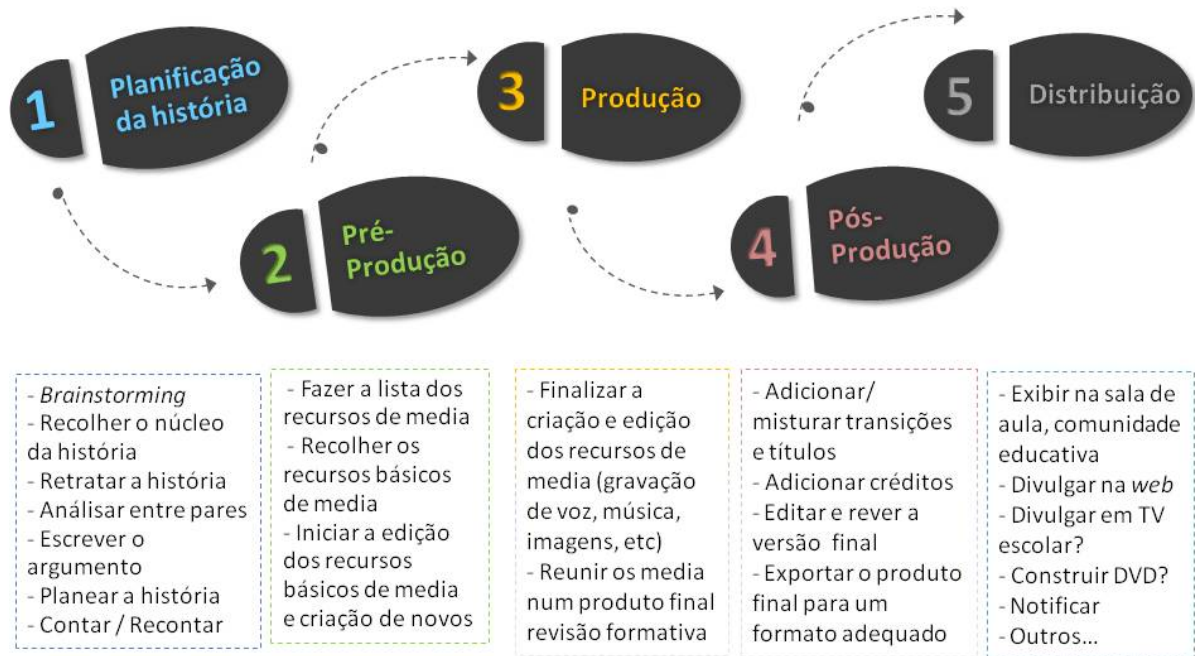 1
Planificação
da história
2
Pré-
Produção
3
Produção
4
Pós-
Produção
5
Distribuição
- Brainstorming
- Recolher o núcleo
da história
- Retratar a história
- Análisar entre pares
- Escrever o
argumento
- Planear a história
- Contar / Recontar
- Fazer a lista dos
recursos de media
- Recolher os
recursos básicos
de media
- Iniciar a edição
dos recursos
básicos de media
e criação de novos
- Finalizar a
criação e edição
dos recursos de
media (gravação
de voz, música,
imagens, etc)
- Reunir os media
num produto final
revisão formativa
- Adicionar/
misturar transições
e títulos
- Adicionar créditos
- Editar e rever a
versão final
- Exportar o produto
final para um
formato adequado
- Exibir na sala de
aula, comunidade
educativa
- Divulgar na web
- Divulgar em TV
escolar?
- Construir DVD?
- Notificar
- Outros...